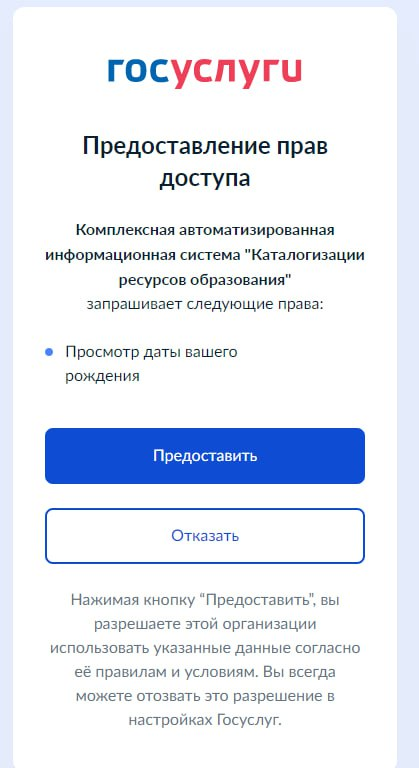 госуслуги
Предоставление прав
доступа
Комплексная автоматизированная
информационная система "Каталогизации
ресурсов образования"
запрашивает следующие права:
Просмотр даты вашего
рождения
Предоставить
Отказать
Нажимая кнопку “Предоставить”, вы
разрешаете этой организации
использовать указанные данные согласно
её правилам и условиям. Вы всегда
можете отозвать это разрешение в
настройках Госуслуг.